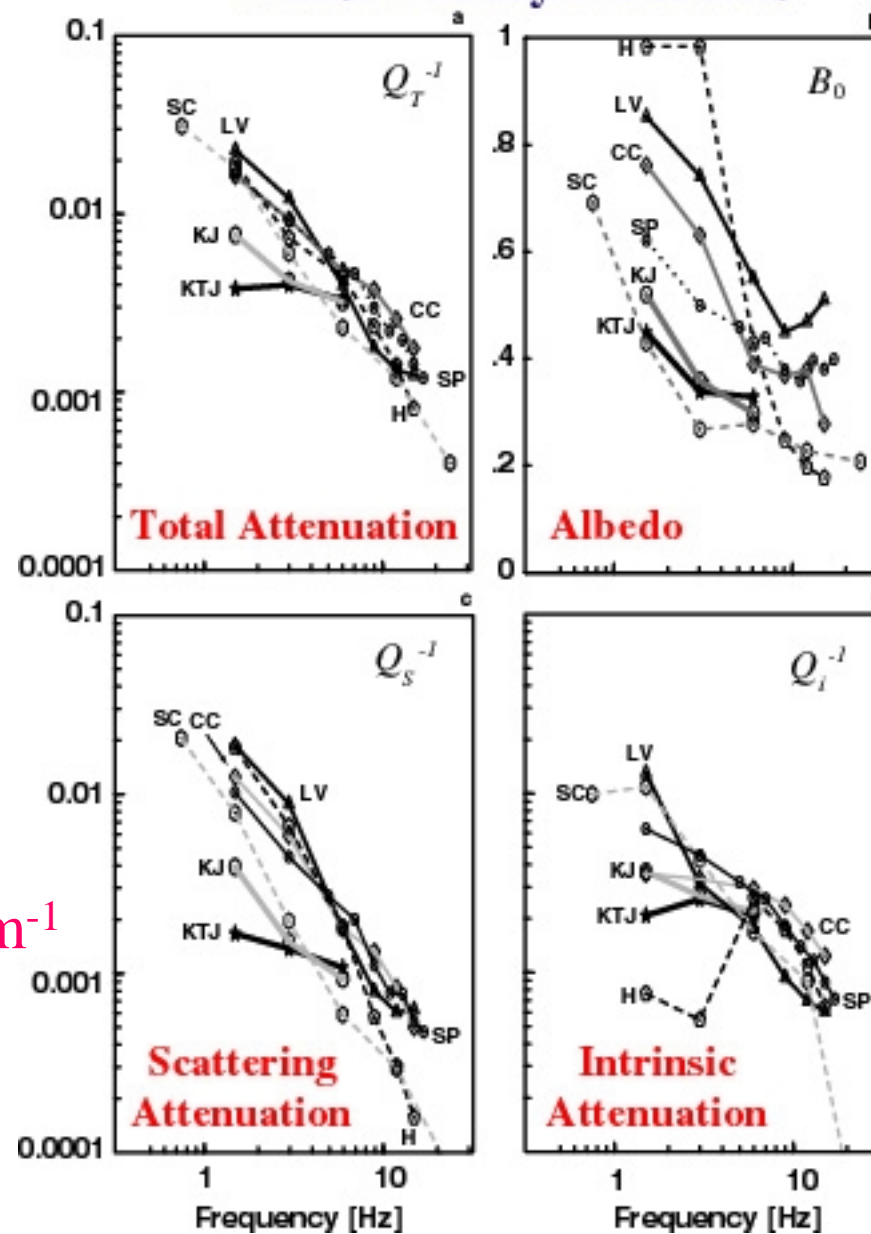 a
0.1
Q_T^-1
SC
LV
0.01
KJ
KTJ
CC
0.001
SP
H
Total Attenuation
0.0001
1
H
B_0
LV
.8
CC
SC
.6
SP
KJ
KTJ
.4
.2
Albedo
0
c
0.1
Q_S^-1
SC CC
LV
0.01
KJ
m^-1
KTJ
0.001
SP
Scattering
Attenuation
H
0.0001
1
10
Frequency [Hz]
Q_i^-1
LV
SC
KJ
KTJ
CC
H
SP
Intrinsic
Attenuation
1
10
Frequency [Hz]